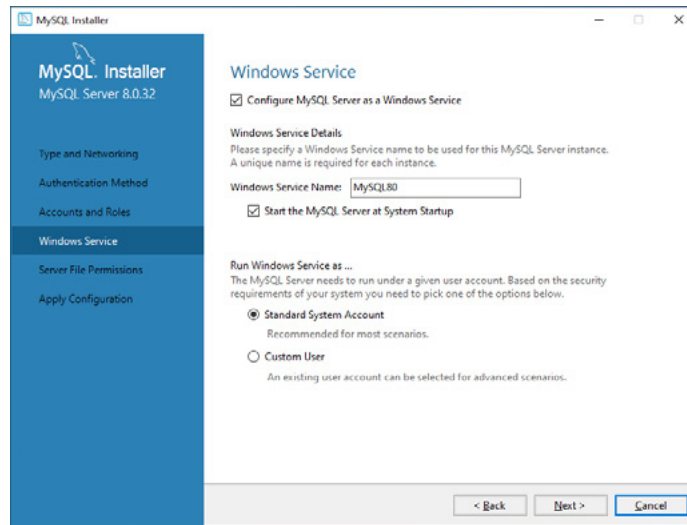 MySQL Installer
MySQL. Installer
MySQL Server 8.0.32
Type and Networking
Authentication Method
Accounts and Roles
Windows Service
Server File Permissions
Apply Configuration
Windows Service
Configure MySQL Server as a Windows Service
Windows Service Details
Please specify a Windows Service name to be used for this MySQL Server instance.
A unique name is required for each instance.
Windows Service Name: MySQL80
Start the MySQL Server at System Startup
Run Windows Service as ...
The MySQL Server needs to run under a given user account. Based on the security
requirements of your system you need to pick one of the options below.
Standard System Account
Recommended for most scenarios.
Custom User
An existing user account can be selected for advanced scenarios.
< Back Next > Cancel